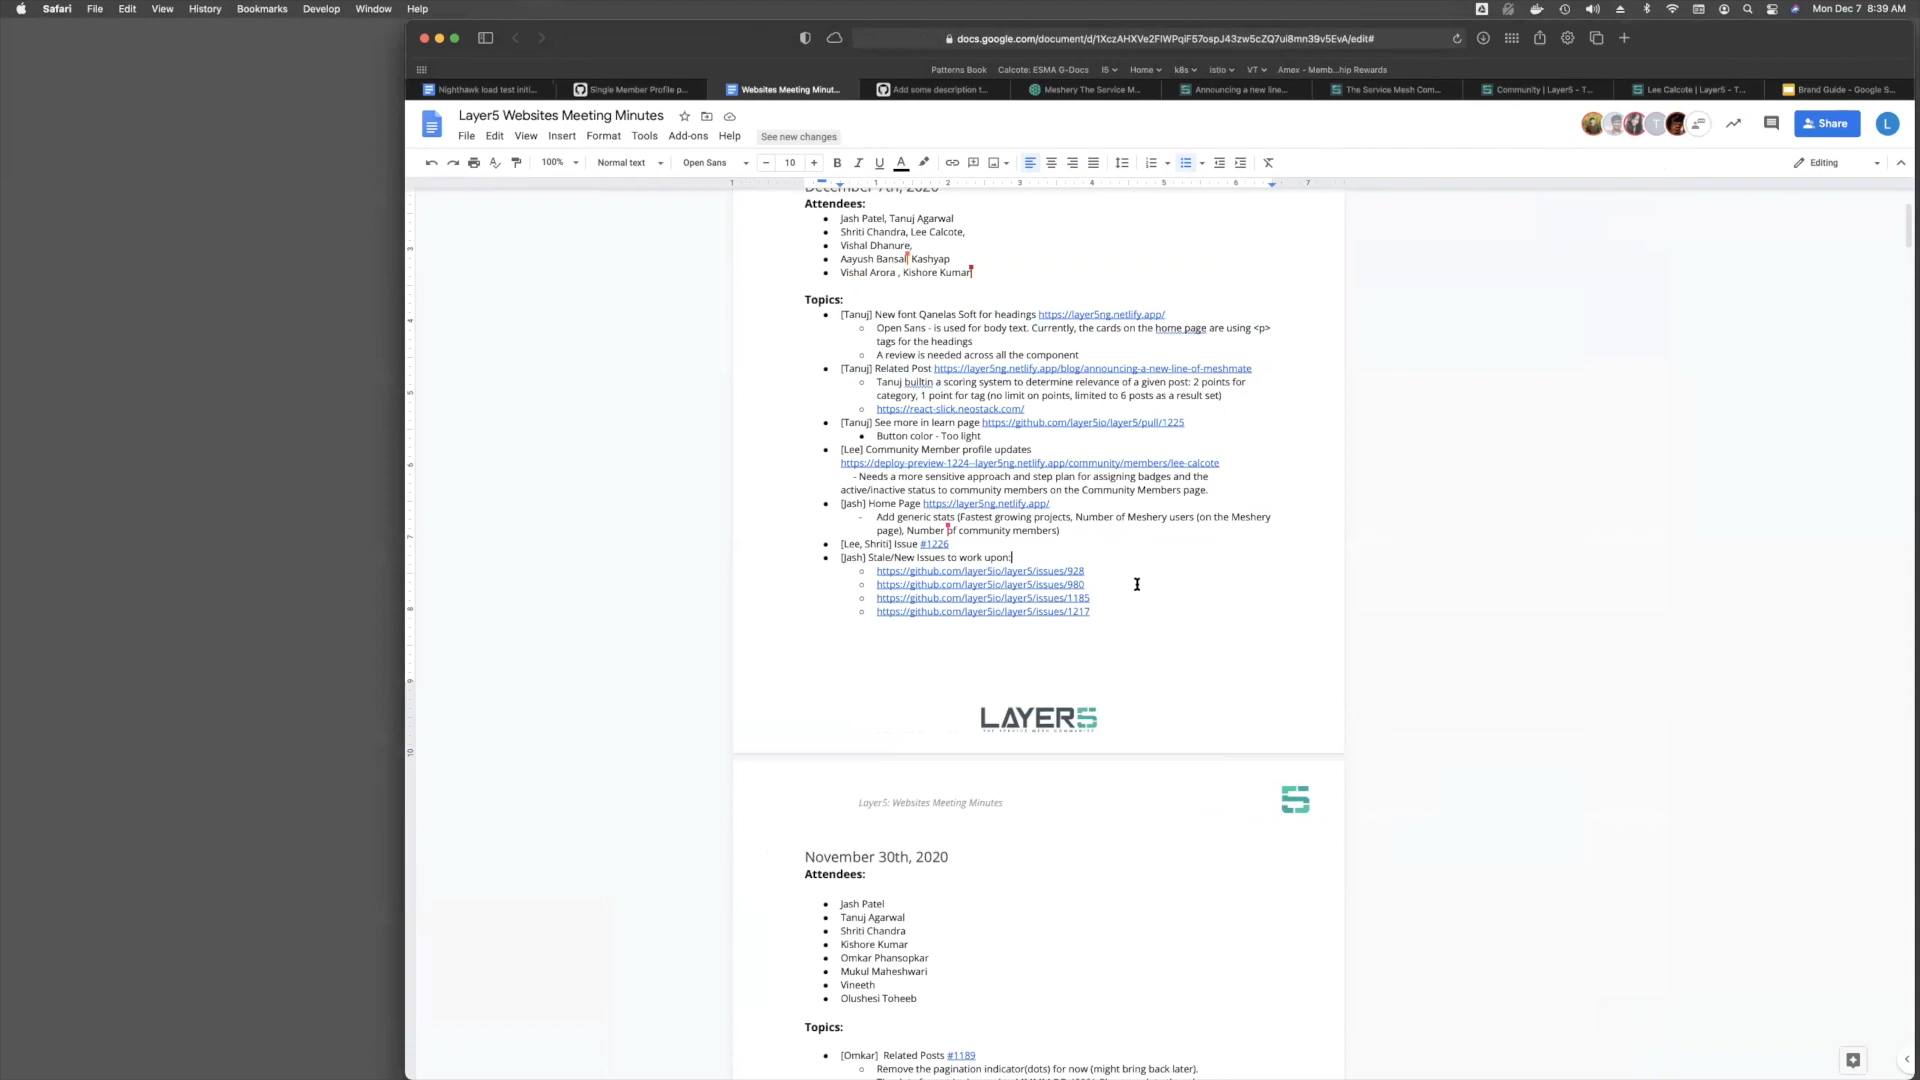 Safari File Edit View History Bookmarks Develop Window Help
Mon Dec 7 8:39 AM
docs.google.com/document/d/1XczAHXVe2FlWPqiF57ospJ43zw5cZQ7ui8mn39v5EvA/edit#
Patterns Book Calcote: ESMA G-Docs l5 Home k8s istio VT Amex - Memb...hip Rewards
Nighthawk load test initi... Single Member Profile p... Websites Meeting Minut... Add some description t... Meshery The Service M... Announcing a new line... The Service Mesh Com... Community | Layer5 - T... Lee Calcote | Layer5 - T... Brand Guide - Google S...
Layer5 Websites Meeting Minutes
File Edit View Insert Format Tools Add-ons Help See new changes
Share
L
100% Normal text Open Sans 10 B I U A Editing
1 1 2 3 4 5 6 7
December 7th, 2020
Attendees:
Jash Patel, Tanuj Agarwal
Shriti Chandra, Lee Calcote,
Vishal Dhanure,
Aayush Bansal Kashyap
Vishal Arora , Kishore Kumar
Topics:
[Tanuj] New font Qanelas Soft for headings https://layer5ng.netlify.app/
Open Sans - is used for body text. Currently, the cards on the home page are using <p>
tags for the headings
A review is needed across all the component
[Tanuj] Related Post https://layer5ng.netlify.app/blog/announcing-a-new-line-of-meshmate
Tanuj builtin a scoring system to determine relevance of a given post: 2 points for
category, 1 point for tag (no limit on points, limited to 6 posts as a result set)
https://react-slick.neostack.com/
[Tanuj] See more in learn page https://github.com/layer5io/layer5/pull/1225
Button color - Too light
[Lee] Community Member profile updates
https://deploy-preview-1224--layer5ng.netlify.app/community/members/lee-calcote
- Needs a more sensitive approach and step plan for assigning badges and the
active/inactive status to community members on the Community Members page.
[Jash] Home Page https://layer5ng.netlify.app/
- Add generic stats (Fastest growing projects, Number of Meshery users (on the Meshery
page), Number of community members)
[Lee, Shriti] Issue #1226
[Jash] Stale/New Issues to work upon:
https://github.com/layer5io/layer5/issues/928
https://github.com/layer5io/layer5/issues/980
https://github.com/layer5io/layer5/issues/1185
https://github.com/layer5io/layer5/issues/1217
LAYER5
THE SERVICE MESH COMMUNITY
Layer5: Websites Meeting Minutes
November 30th, 2020
Attendees:
Jash Patel
Tanuj Agarwal
Shriti Chandra
Kishore Kumar
Omkar Phansopkar
Mukul Maheshwari
Vineeth
Olushesi Toheeb
Topics:
[Omkar] Related Posts #1189
Remove the pagination indicator(dots) for now (might bring back later).